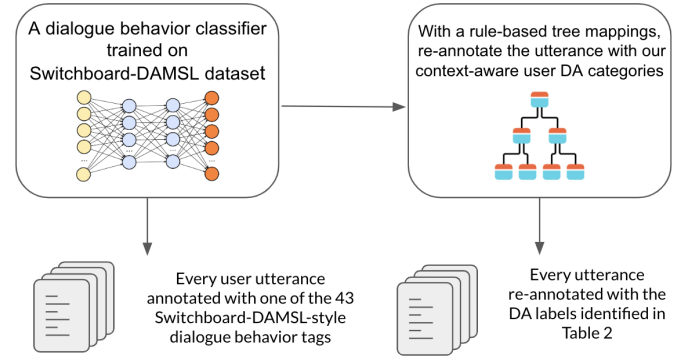 A dialogue behavior classifier
trained on
Switchboard-DAMSL dataset
...
...
...
...
With a rule-based tree mappings,
re-annotate the utterance with our
context-aware user DA categories
Every user utterance
annotated with one of the 43
Switchboard-DAMSL-style
dialogue behavior tags
Every utterance
re-annotated with the
DA labels identified in
Table 2